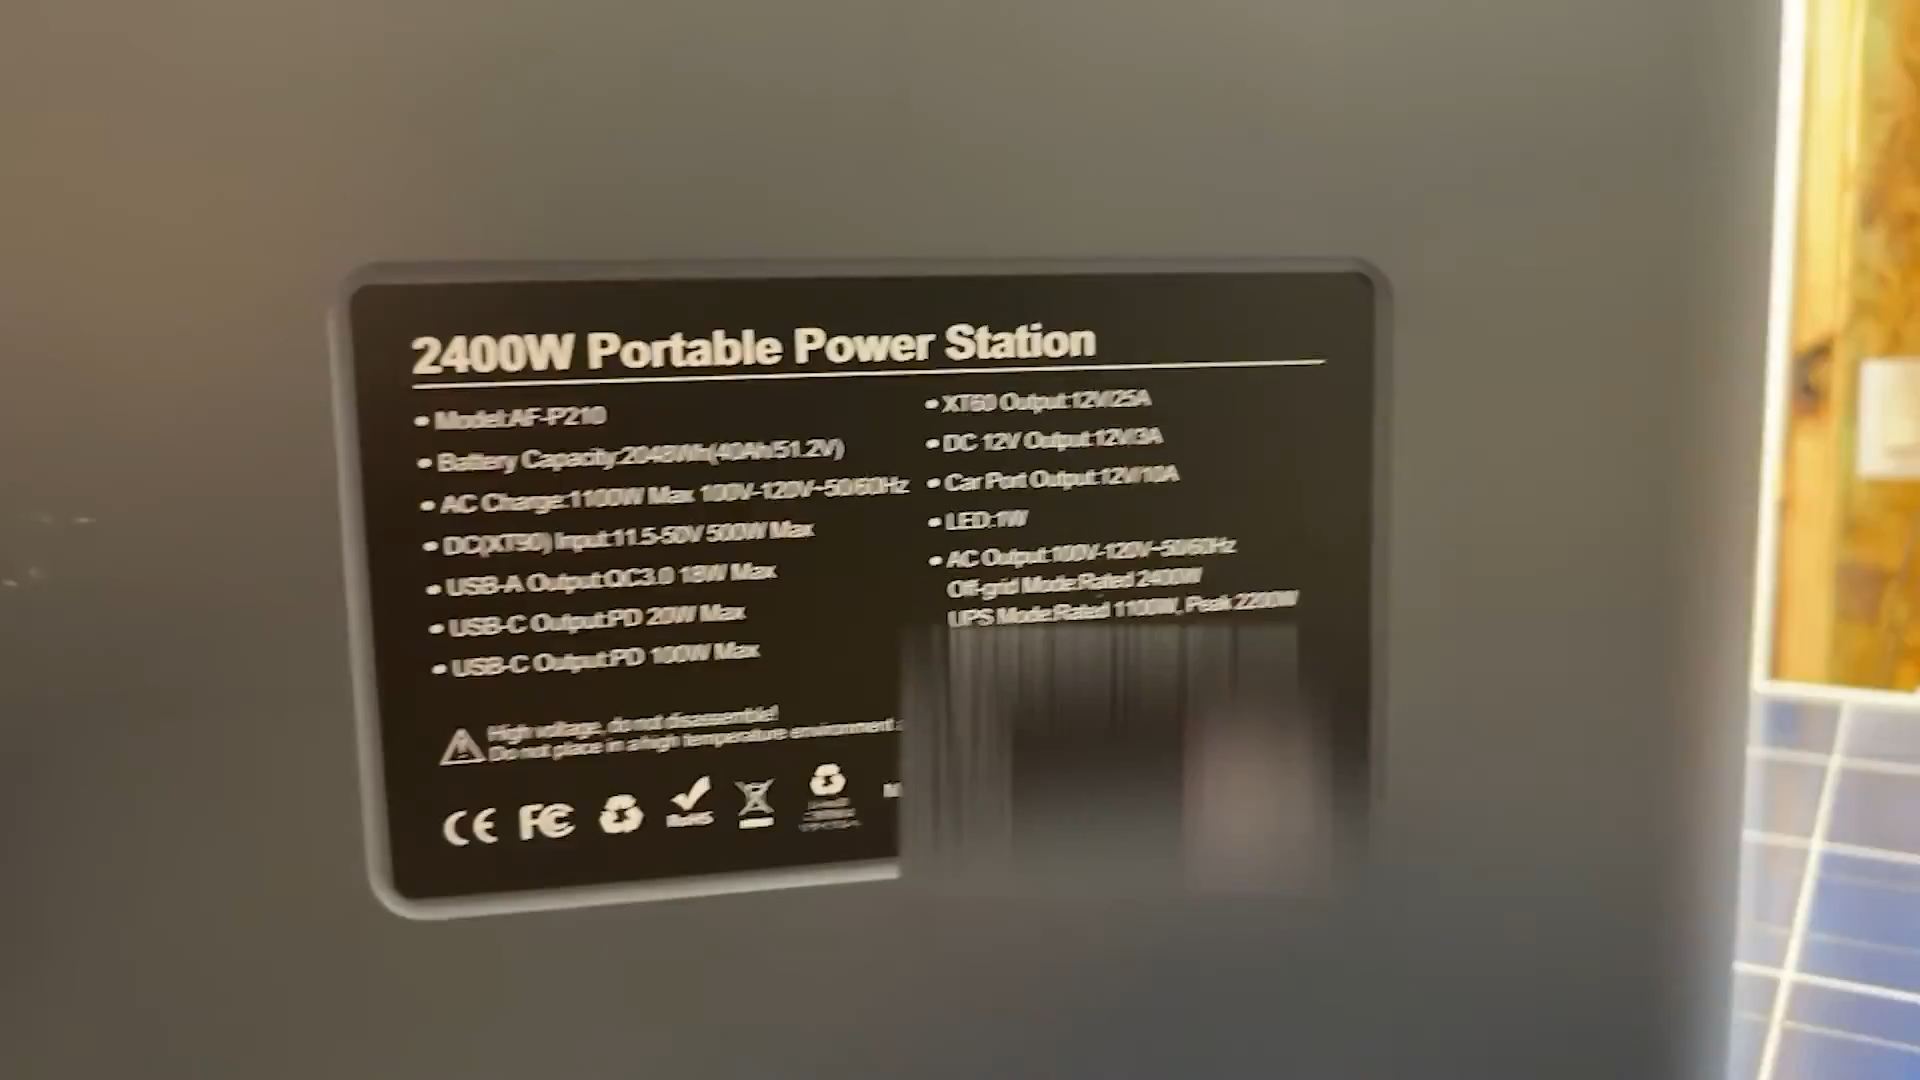 2400W Portable Power Station
• Model:AF-P210
• Battery Capacity:2048Wh(40Ah/51.2V)
• AC Charge:1100W Max 100V-120V~50/60Hz
• DC(XT90) Input:11.5-50V 500W Max
• USB-A Output:QC3.0 18W Max
• USB-C Output:PD 20W Max
• USB-C Output:PD 100W Max
• XT60 Output:12V/25A
• DC 12V Output:12V/3A
• Car Port Output:12V/10A
• LED:1W
• AC Output:100V-120V~50/60Hz
Off-grid Mode:Rated 2400W
UPS Mode:Rated 1100W, Peak 2200W
High voltage, do not disassemble!
Do not place in a high temperature environment
CE FC RoHS